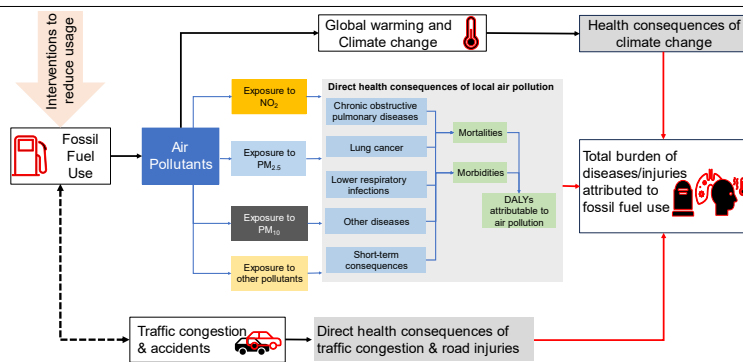 Interventions to
reduce usage
Global warming and
Climate change
Health consequences of
climate change
Fossil
Fuel
Use
Air
Pollutants
Exposure to
NO2
Exposure to
PM2.5
Exposure to
PM10
Exposure to
other pollutants
Direct health consequences of local air pollution
Chronic obstructive
pulmonary diseases
Lung cancer
Lower respiratory
infections
Other diseases
Short-term
consequences
Mortalities
Morbidities
DALYs
attributable to
air pollution
Total burden of
diseases/injuries
attributed to
fossil fuel use
Traffic congestion
& accidents
Direct health consequences of
traffic congestion & road injuries